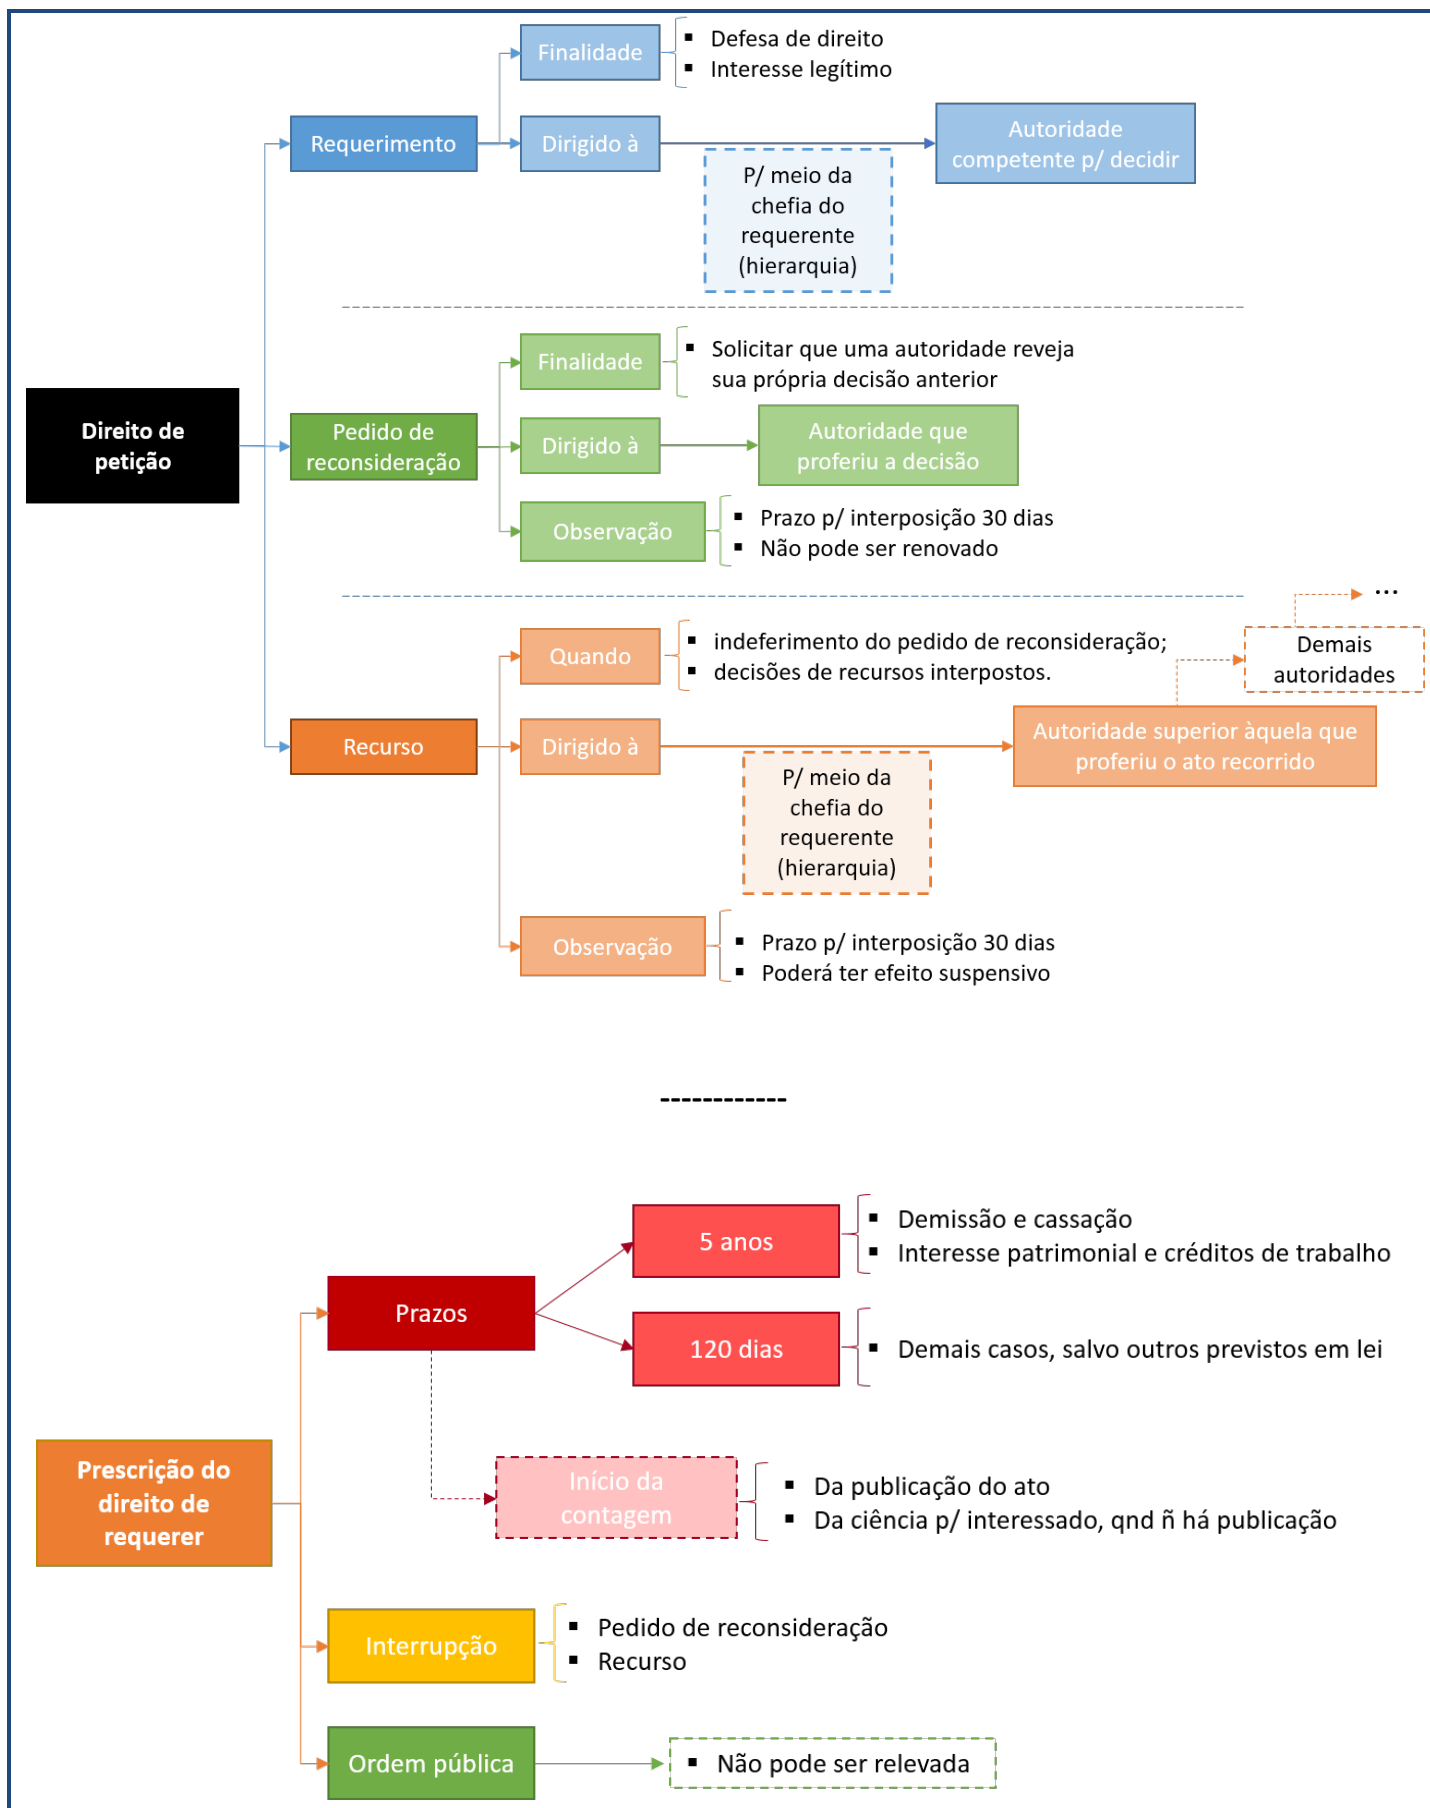 Finalidade
▪ Defesa de direito
▪ Interesse legítimo
Requerimento
Dirigido à
Autoridade
competente p/ decidir
P/ meio da
chefia do
requerente
(hierarquia)
Direito de
petição
Finalidade
▪ Solicitar que uma autoridade reveja
sua própria decisão anterior
Pedido de
reconsideração
Dirigido à
Autoridade que
proferiu a decisão
Observação
▪ Prazo p/ interposição 30 dias
▪ Não pode ser renovado
...
Demais
autoridades
Quando
▪ indeferimento do pedido de reconsideração;
▪ decisões de recursos interpostos.
Recurso
Dirigido à
Autoridade superior àquela que
proferiu o ato recorrido
P/ meio da
chefia do
requerente
(hierarquia)
Observação
▪ Prazo p/ interposição 30 dias
▪ Poderá ter efeito suspensivo
------------
Prescrição do
direito de
requerer
Prazos
5 anos
▪ Demissão e cassação
▪ Interesse patrimonial e créditos de trabalho
120 dias
▪ Demais casos, salvo outros previstos em lei
Início da
contagem
▪ Da publicação do ato
▪ Da ciência p/ interessado, qnd ñ há publicação
Interrupção
▪ Pedido de reconsideração
▪ Recurso
Ordem pública
▪ Não pode ser relevada